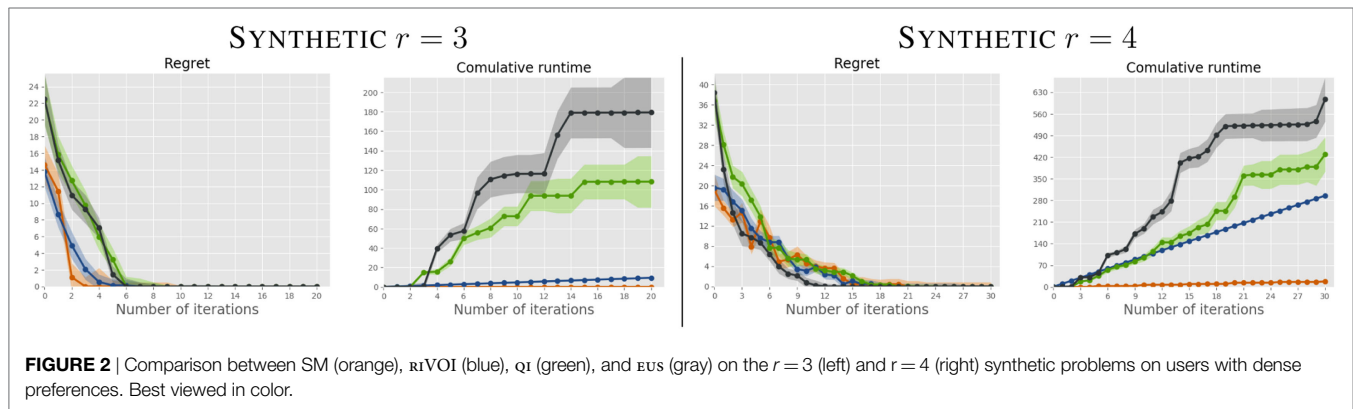 SYNTHETIC r = 3
Regret
24
22
20
18
16
14
12
10
8
6
4
2
0
0 2 4 6 8 10 12 14 16 18 20
Number of iterations
Comulative runtime
200
180
160
140
120
100
80
60
40
20
0
0 2 4 6 8 10 12 14 16 18 20
Number of iterations
SYNTHETIC r = 4
Regret
40
36
32
28
24
20
16
12
8
4
0
0 3 6 9 12 15 18 21 24 27 30
Number of iterations
Comulative runtime
630
560
490
420
350
280
210
140
70
0
0 3 6 9 12 15 18 21 24 27 30
Number of iterations
FIGURE 2 | Comparison between SM (orange), RIVOI (blue), QI (green), and EUS (gray) on the r = 3 (left) and r = 4 (right) synthetic problems on users with dense
preferences. Best viewed in color.